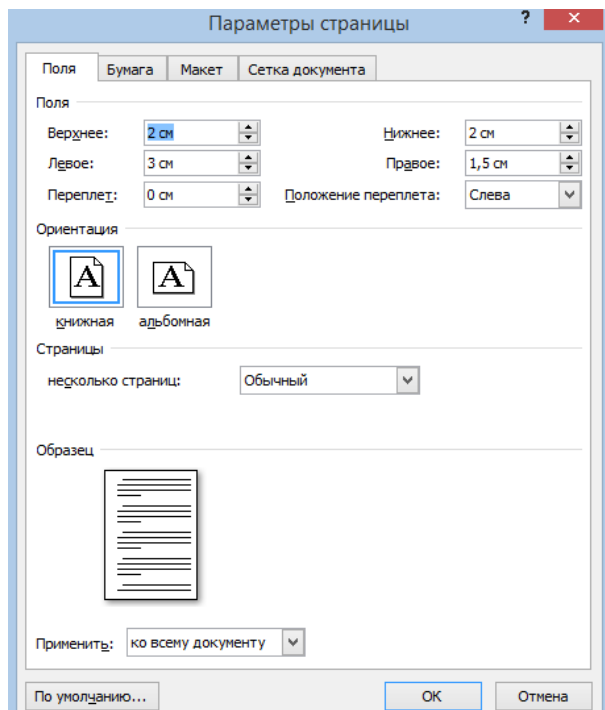 Параметры страницы ? ×
Поля Бумага Макет Сетка документа
Поля
Верхнее: 2 см Нижнее: 2 см
Левое: 3 см Правое: 1,5 см
Переплет: 0 см Положение переплета: Слева
Ориентация
A A
книжная альбомная
Страницы
несколько страниц: Обычный
Образец
Применить: ко всему документу
По умолчанию... ОК Отмена